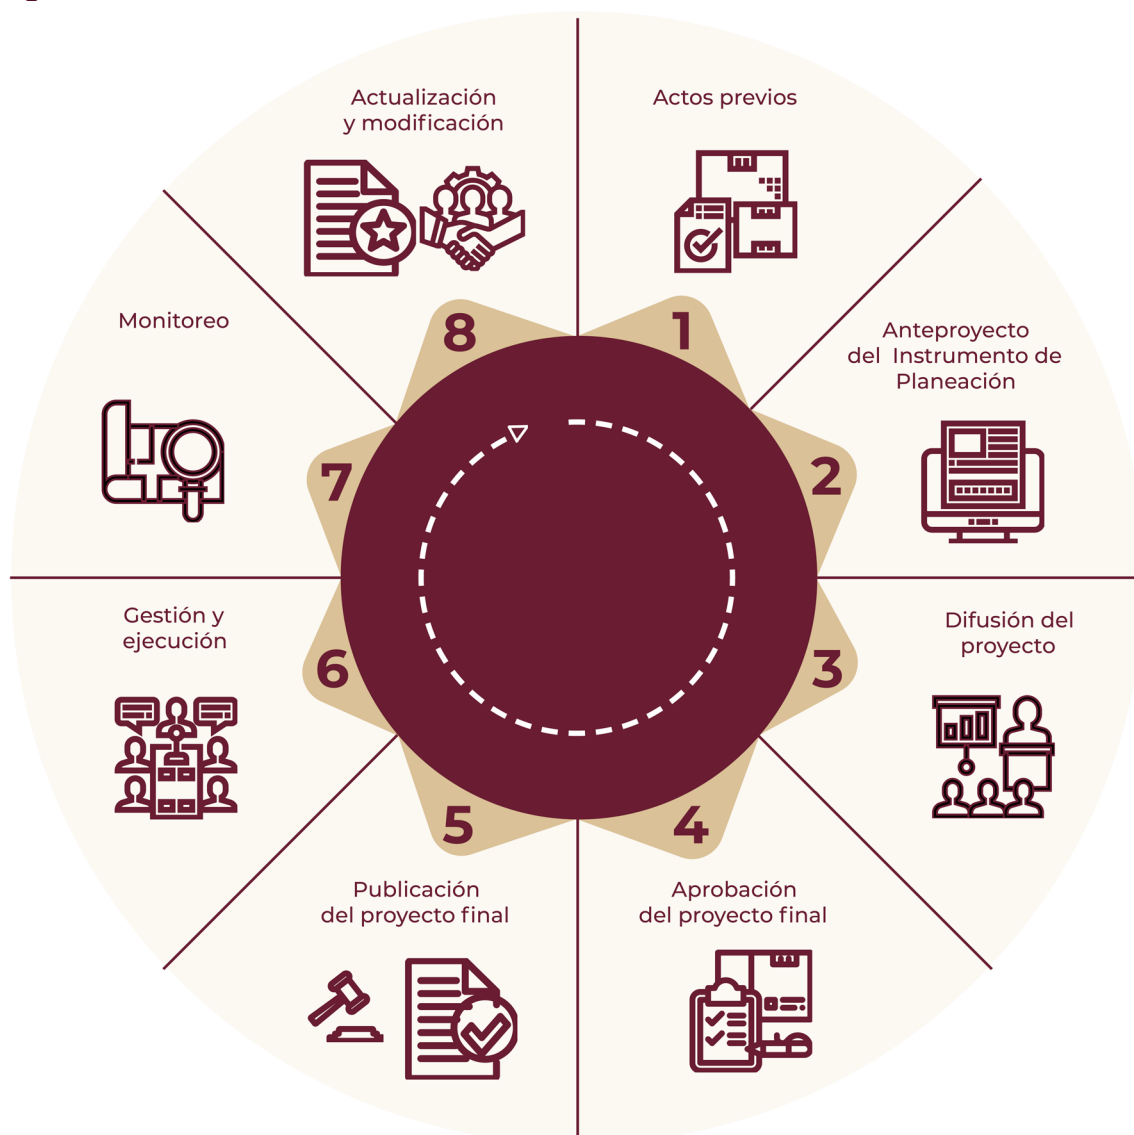 1
Actos previos
2
Anteproyecto
del Instrumento de
Planeación
3
Difusión del
proyecto
4
Aprobación
del proyecto final
5
Publicación
del proyecto final
6
Gestión y
ejecución
7
Monitoreo
8
Actualización
y modificación